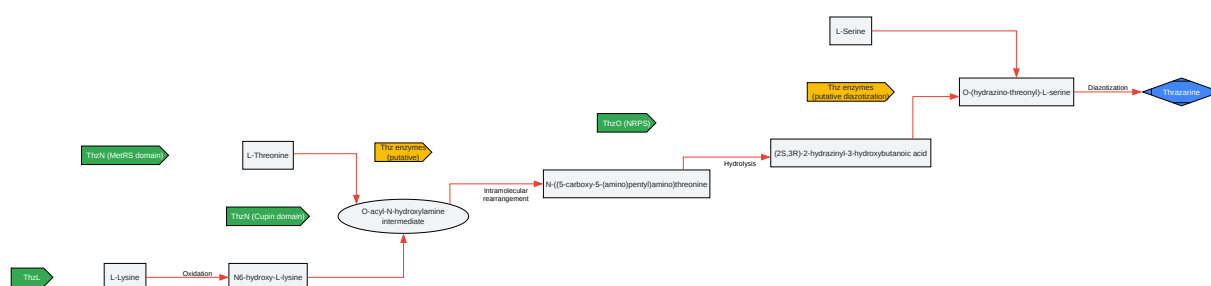 L-Serine
Thz enzymes
(putative diazotization)
O-(hydrazino-threonyl)-L-serine
Diazotization
Thrazarine
ThzO (NRPS)
ThzN (MetRS domain)
L-Threonine
Thz enzymes
(putative)
(2S,3R)-2-hydrazinyl-3-hydroxybutanoic acid
Hydrolysis
N-((5-carboxy-5-(amino)pentyl)amino)threonine
Intramolecular
rearrangement
ThzN (Cupin domain)
O-acyl-N-hydroxylamine
intermediate
ThzL
L-Lysine
Oxidation
N6-hydroxy-L-lysine